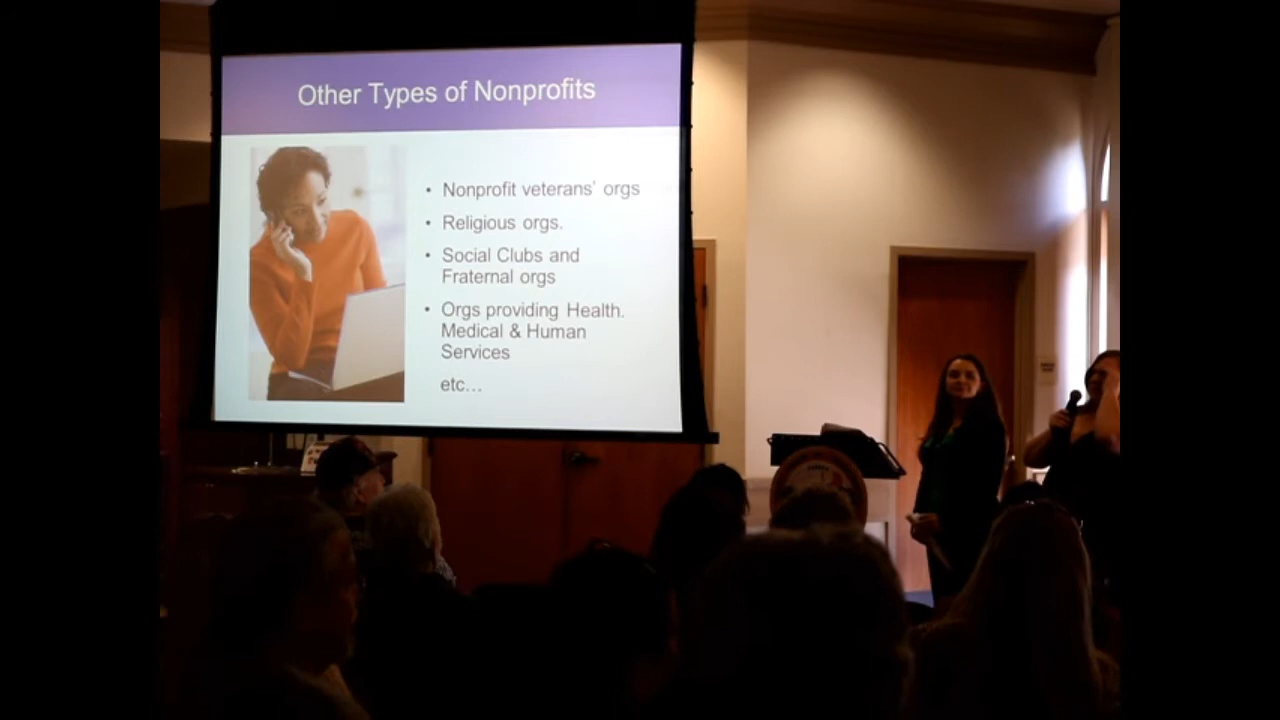 Other Types of Nonprofits
• Nonprofit veterans' orgs
• Religious orgs.
• Social Clubs and
Fraternal orgs
• Orgs providing Health.
Medical & Human
Services
etc...